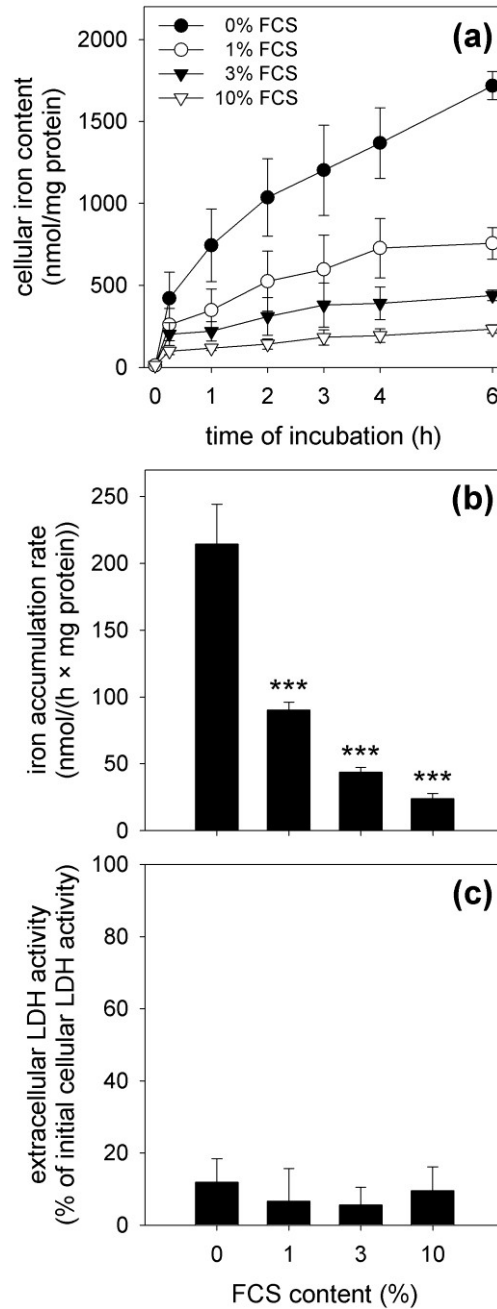 0% FCS
1% FCS
3% FCS
10% FCS
(a)
2000
1500
1000
500
0
cellular iron content
(nmol/mg protein)
0 1 2 3 4 6
time of incubation (h)
(b)
250
200
150
100
50
0
iron accumulation rate
(nmol/(h × mg protein))
***
***
***
(c)
100
80
60
40
20
0
extracellular LDH activity
(% of initial cellular LDH activity)
0 1 3 10
FCS content (%)